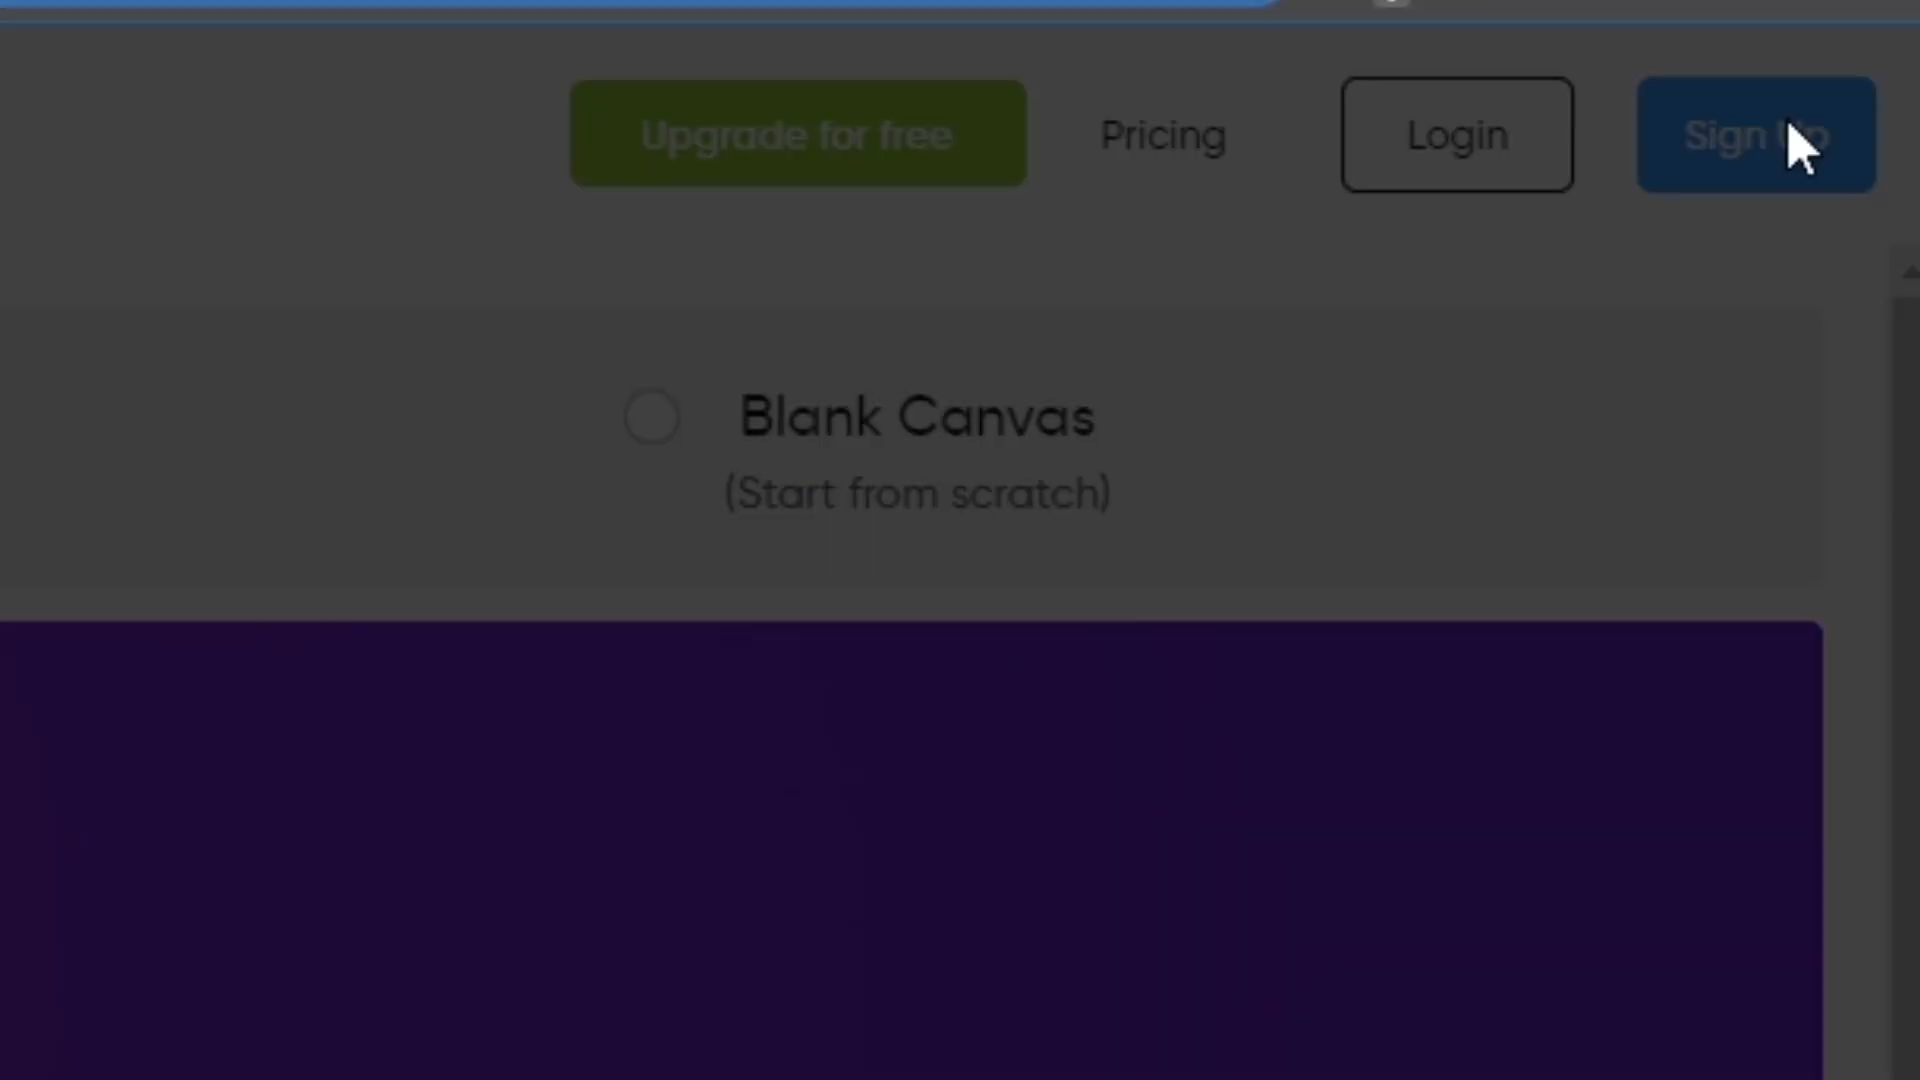 Upgrade for free
Pricing
Login
Sign Up
Blank Canvas
(Start from scratch)